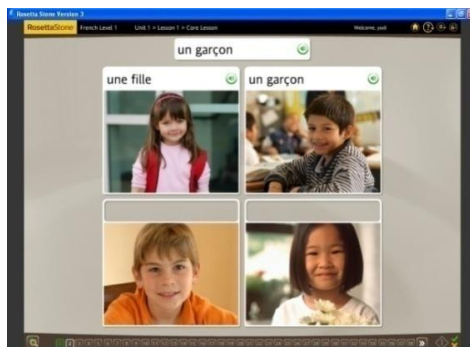 Rosetta Stone Version 3
RosettaStone French Level 1 Unit 1 > Lesson 1 > Core Lesson Welcome, judi
un garçon
une fille
un garçon